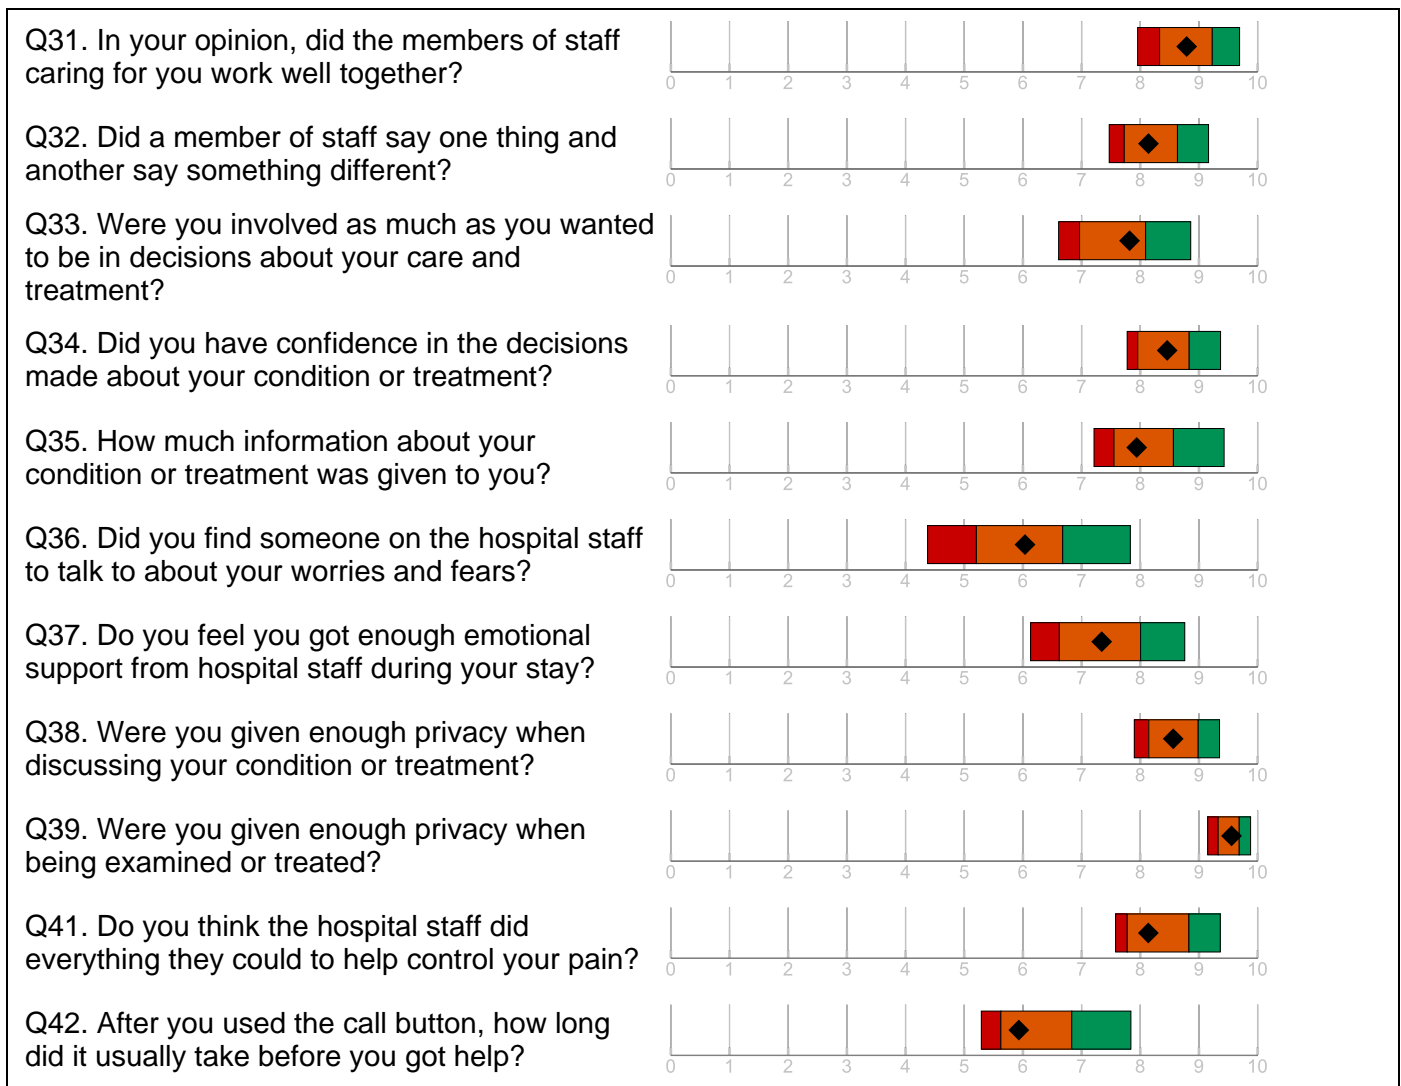 Q31. In your opinion, did the members of staff
caring for you work well together?
0 1 2 3 4 5 6 7 8 9 10
Q32. Did a member of staff say one thing and
another say something different?
0 1 2 3 4 5 6 7 8 9 10
Q33. Were you involved as much as you wanted
to be in decisions about your care and
treatment?
0 1 2 3 4 5 6 7 8 9 10
Q34. Did you have confidence in the decisions
made about your condition or treatment?
0 1 2 3 4 5 6 7 8 9 10
Q35. How much information about your
condition or treatment was given to you?
0 1 2 3 4 5 6 7 8 9 10
Q36. Did you find someone on the hospital staff
to talk to about your worries and fears?
0 1 2 3 4 5 6 7 8 9 10
Q37. Do you feel you got enough emotional
support from hospital staff during your stay?
0 1 2 3 4 5 6 7 8 9 10
Q38. Were you given enough privacy when
discussing your condition or treatment?
0 1 2 3 4 5 6 7 8 9 10
Q39. Were you given enough privacy when
being examined or treated?
0 1 2 3 4 5 6 7 8 9 10
Q41. Do you think the hospital staff did
everything they could to help control your pain?
0 1 2 3 4 5 6 7 8 9 10
Q42. After you used the call button, how long
did it usually take before you got help?
0 1 2 3 4 5 6 7 8 9 10